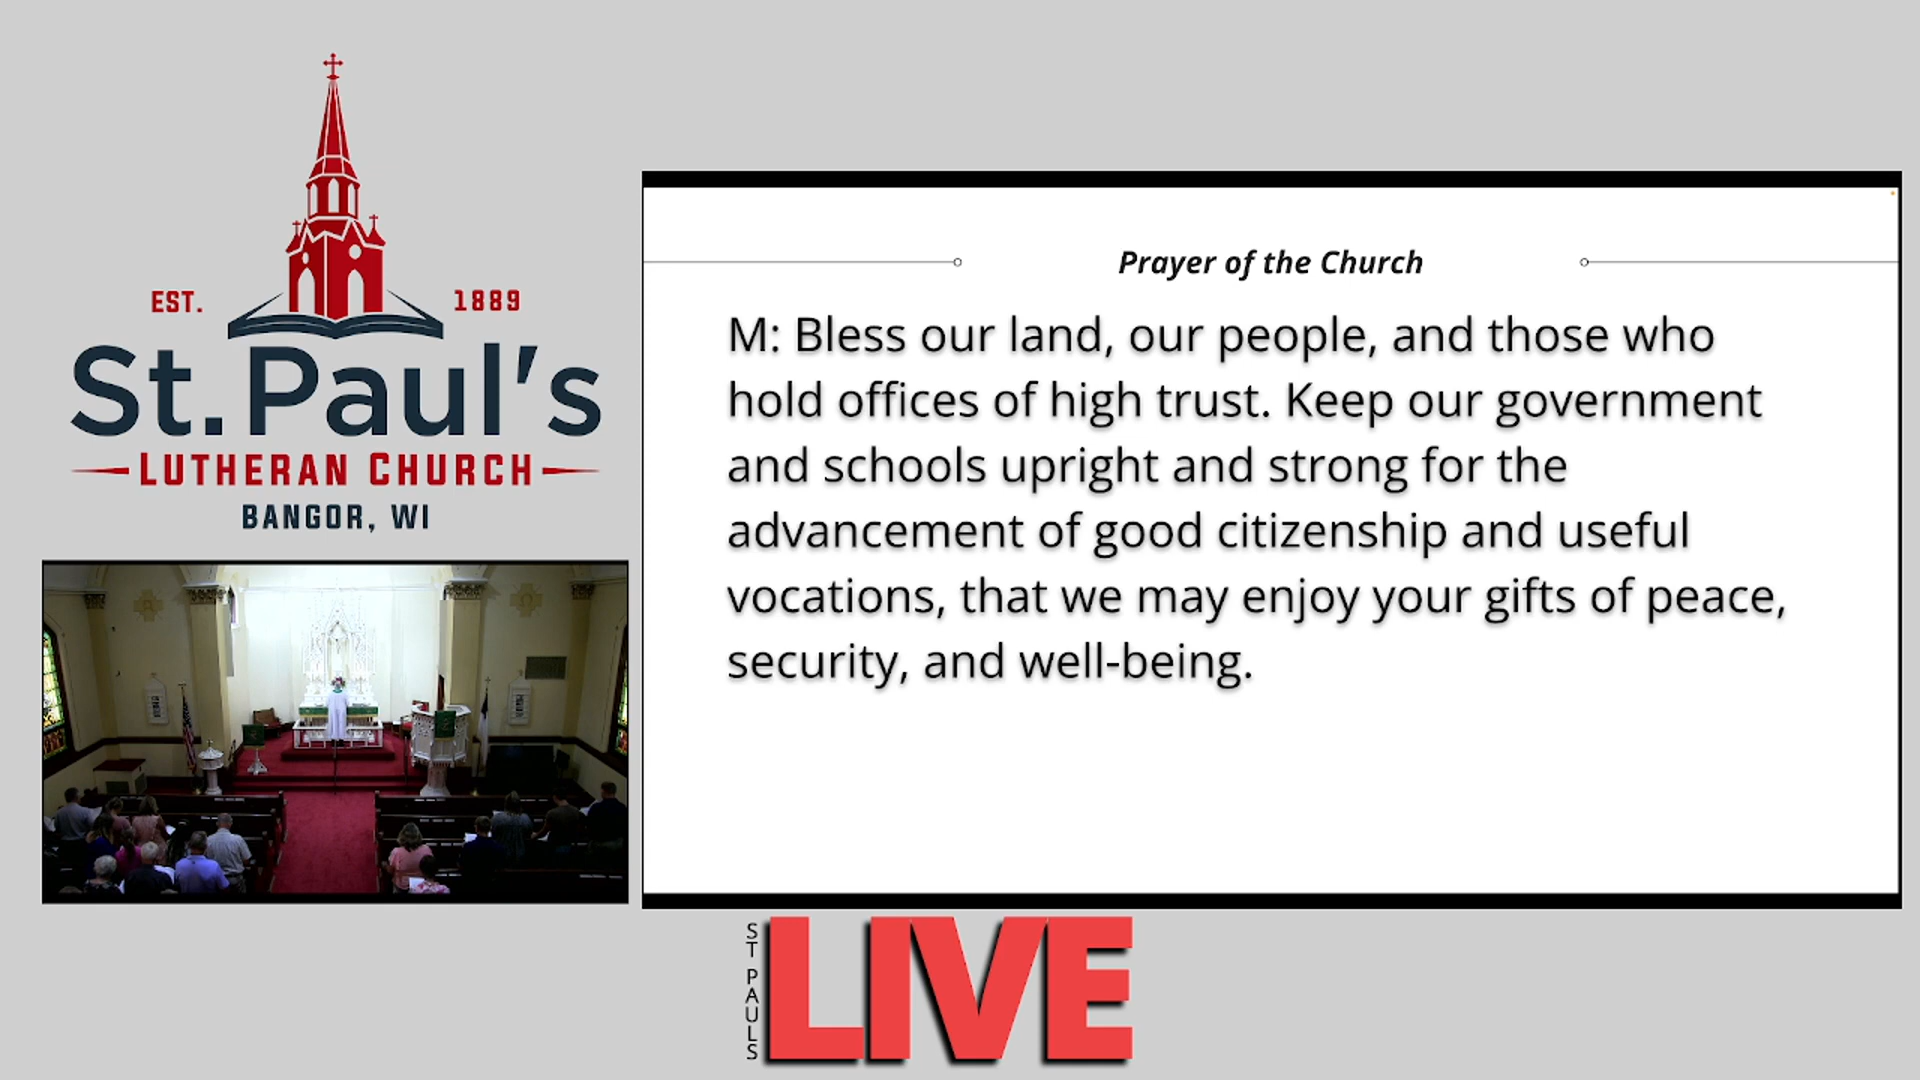 EST. 1889
St. Paul's
LUTHERAN CHURCH
BANGOR, WI
Prayer of the Church
M: Bless our land, our people, and those who
hold offices of high trust. Keep our government
and schools upright and strong for the
advancement of good citizenship and useful
vocations, that we may enjoy your gifts of peace,
security, and well-being.
ST PAULS
LIVE